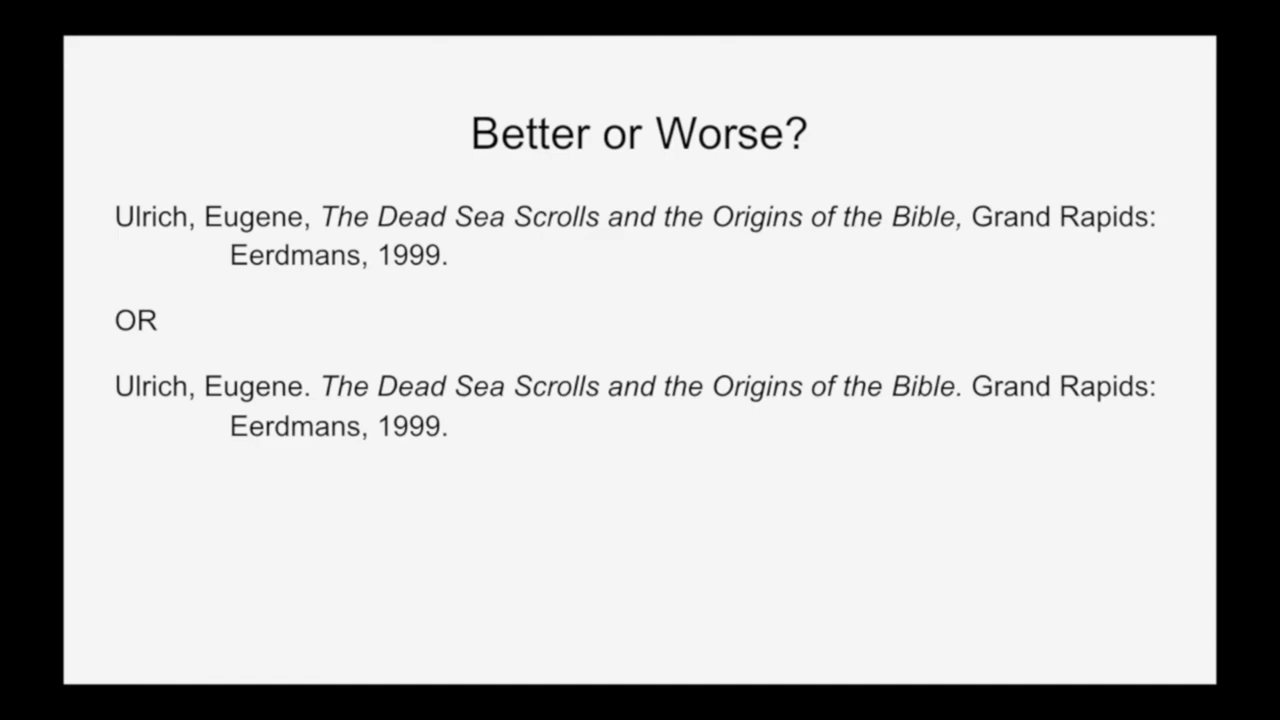 Better or Worse?
Ulrich, Eugene, The Dead Sea Scrolls and the Origins of the Bible, Grand Rapids:
Eerdmans, 1999.
OR
Ulrich, Eugene. The Dead Sea Scrolls and the Origins of the Bible. Grand Rapids:
Eerdmans, 1999.